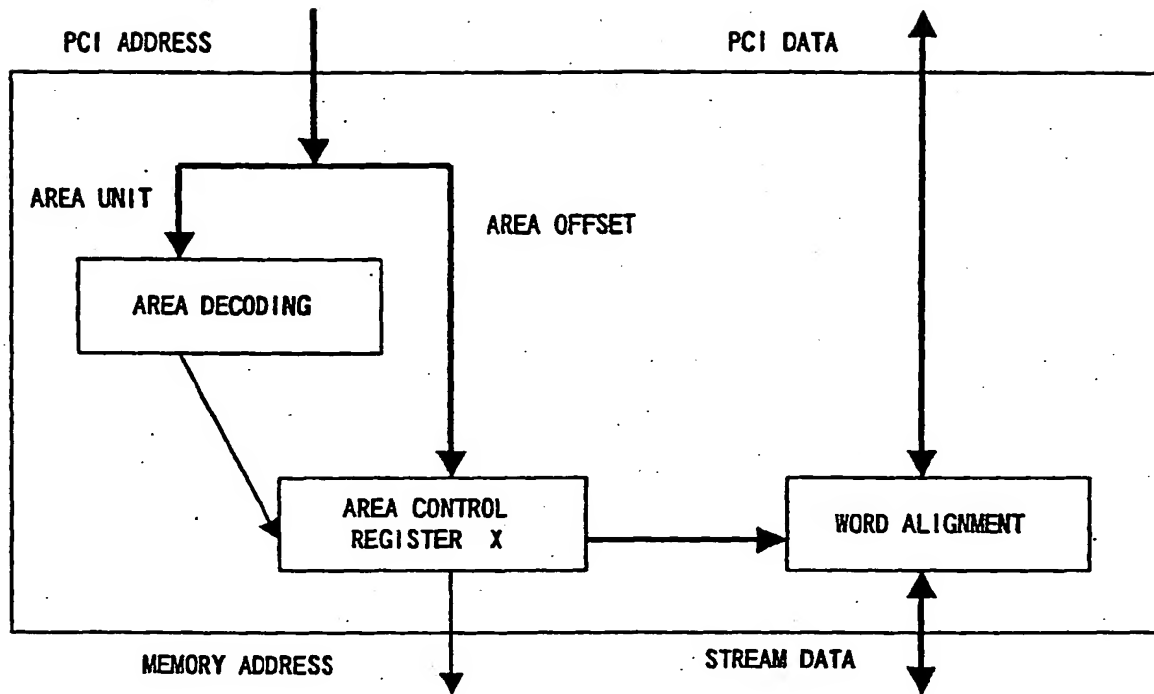 PCI ADDRESS
PCI DATA
AREA UNIT
AREA OFFSET
AREA DECODING
AREA CONTROL
REGISTER X
WORD ALIGNMENT
MEMORY ADDRESS
STREAM DATA